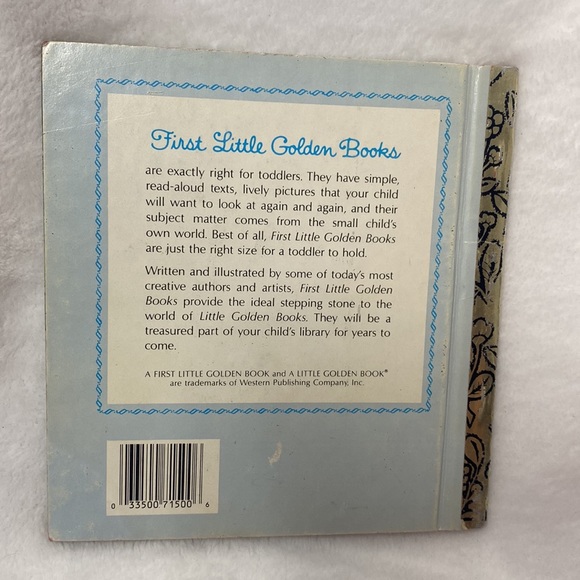 First Little Golden Books
are exactly right for toddlers. They have simple,
read-aloud texts, lively pictures that your child
will want to look at again and again, and their
subject matter comes from the small child's
own world. Best of all, First Little Golden Books
are just the right size for a toddler to hold.
Written and illustrated by some of today's most
creative authors and artists, First Little Golden
Books provide the ideal stepping stone to the
world of Little Golden Books. They will be a
treasured part of your child's library for years to
come.
A FIRST LITTLE GOLDEN BOOK and A LITTLE GOLDEN BOOK®
are trademarks of Western Publishing Company, Inc.
0 33500 71500 6